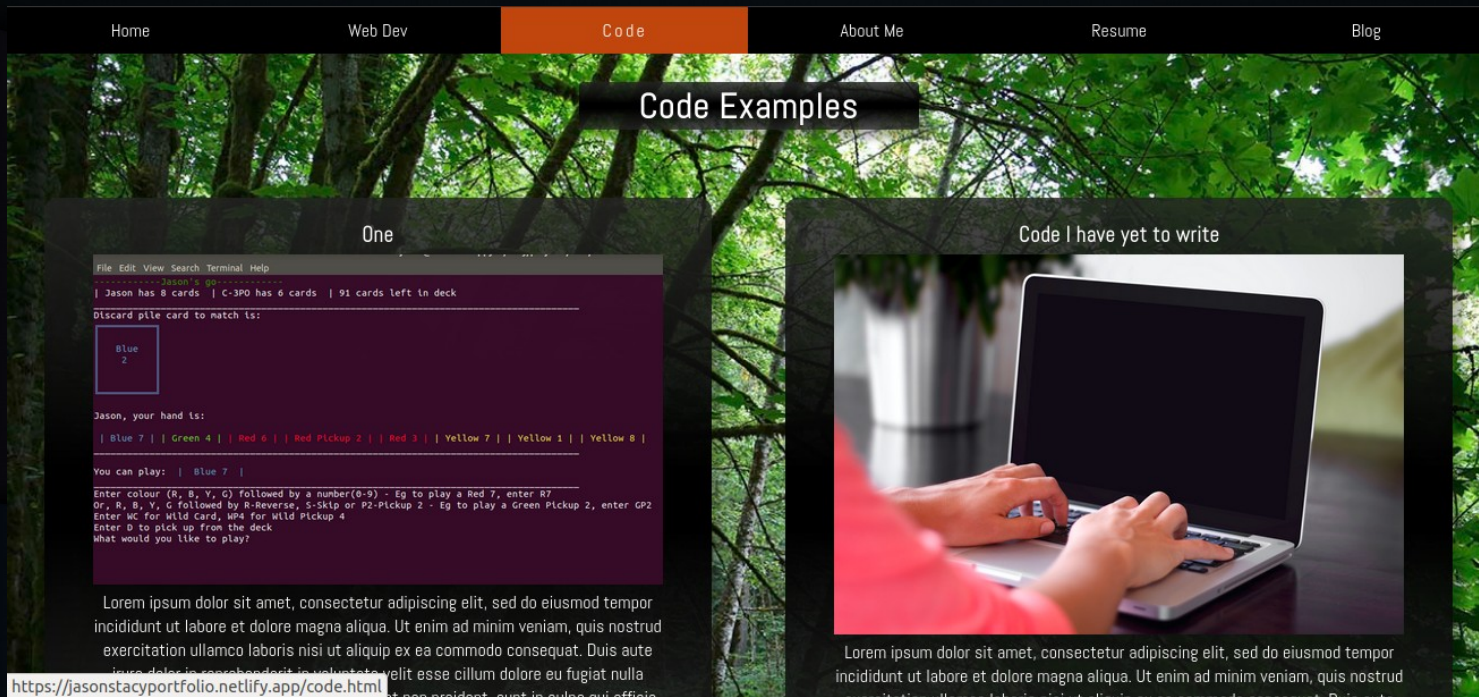 Home Web Dev Code About Me Resume Blog
Code Examples
One
File Edit View Search Terminal Help
------------Jason's go------------
| Jason has 8 cards | C-3PO has 6 cards | 91 cards left in deck
Discard pile card to match is:
Blue
2
Jason, your hand is:
| Blue 7 | | Green 4 | | Red 6 | | Red Pickup 2 | | Red 3 | | Yellow 7 | | Yellow 1 | | Yellow 8 |
You can play: | Blue 7 |
Enter colour (R, B, Y, G) followed by a number(0-9) - Eg to play a Red 7, enter R7
Or, R, B, Y, G followed by R-Reverse, S-Skip or P2-Pickup 2 - Eg to play a Green Pickup 2, enter GP2
Enter WC for Wild Card, WP4 for Wild Pickup 4
Enter D to pick up from the deck
What would you like to play?
Lorem ipsum dolor sit amet, consectetur adipiscing elit, sed do eiusmod tempor
incididunt ut labore et dolore magna aliqua. Ut enim ad minim veniam, quis nostrud
exercitation ullamco laboris nisi ut aliquip ex ea commodo consequat. Duis aute
irure dolor in reprehenderit in voluptate velit esse cillum dolore eu fugiat nulla
https://jasonstacyportfolio.netlify.app/code.html
Code I have yet to write
Lorem ipsum dolor sit amet, consectetur adipiscing elit, sed do eiusmod tempor
incididunt ut labore et dolore magna aliqua. Ut enim ad minim veniam, quis nostrud